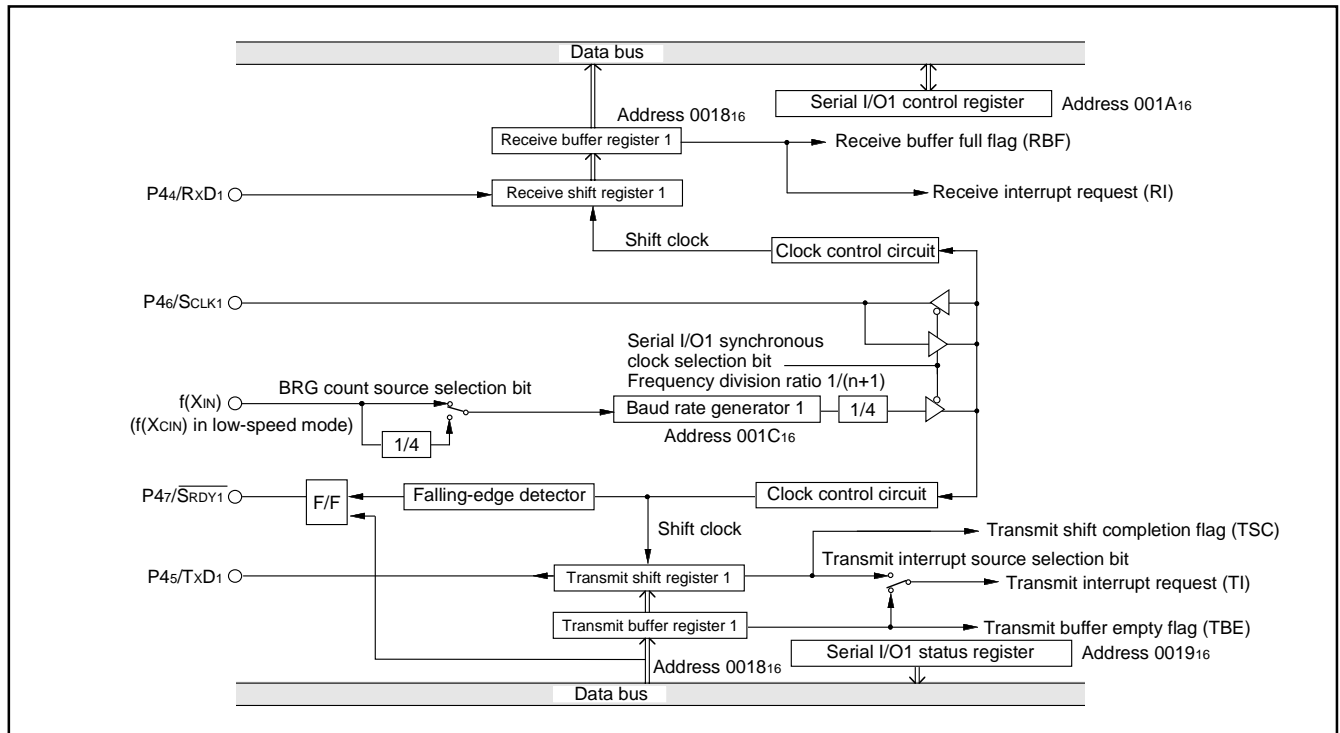 Data bus
Serial I/O1 control register
Address 001A16
Address 001816
Receive buffer register 1
Receive buffer full flag (RBF)
P44/RXD1
Receive shift register 1
Receive interrupt request (RI)
Shift clock
Clock control circuit
P46/SCLK1
Serial I/O1 synchronous
clock selection bit
BRG count source selection bit
Frequency division ratio 1/(n+1)
f(XIN)
Baud rate generator 1
1/4
(f(XCIN) in low-speed mode)
1/4
Address 001C16
P47/SRDY1
F/F
Falling-edge detector
Clock control circuit
Shift clock
Transmit shift completion flag (TSC)
Transmit interrupt source selection bit
P45/TXD1
Transmit shift register 1
Transmit interrupt request (TI)
Transmit buffer register 1
Transmit buffer empty flag (TBE)
Address 001816
Serial I/O1 status register
Address 001916
Data bus